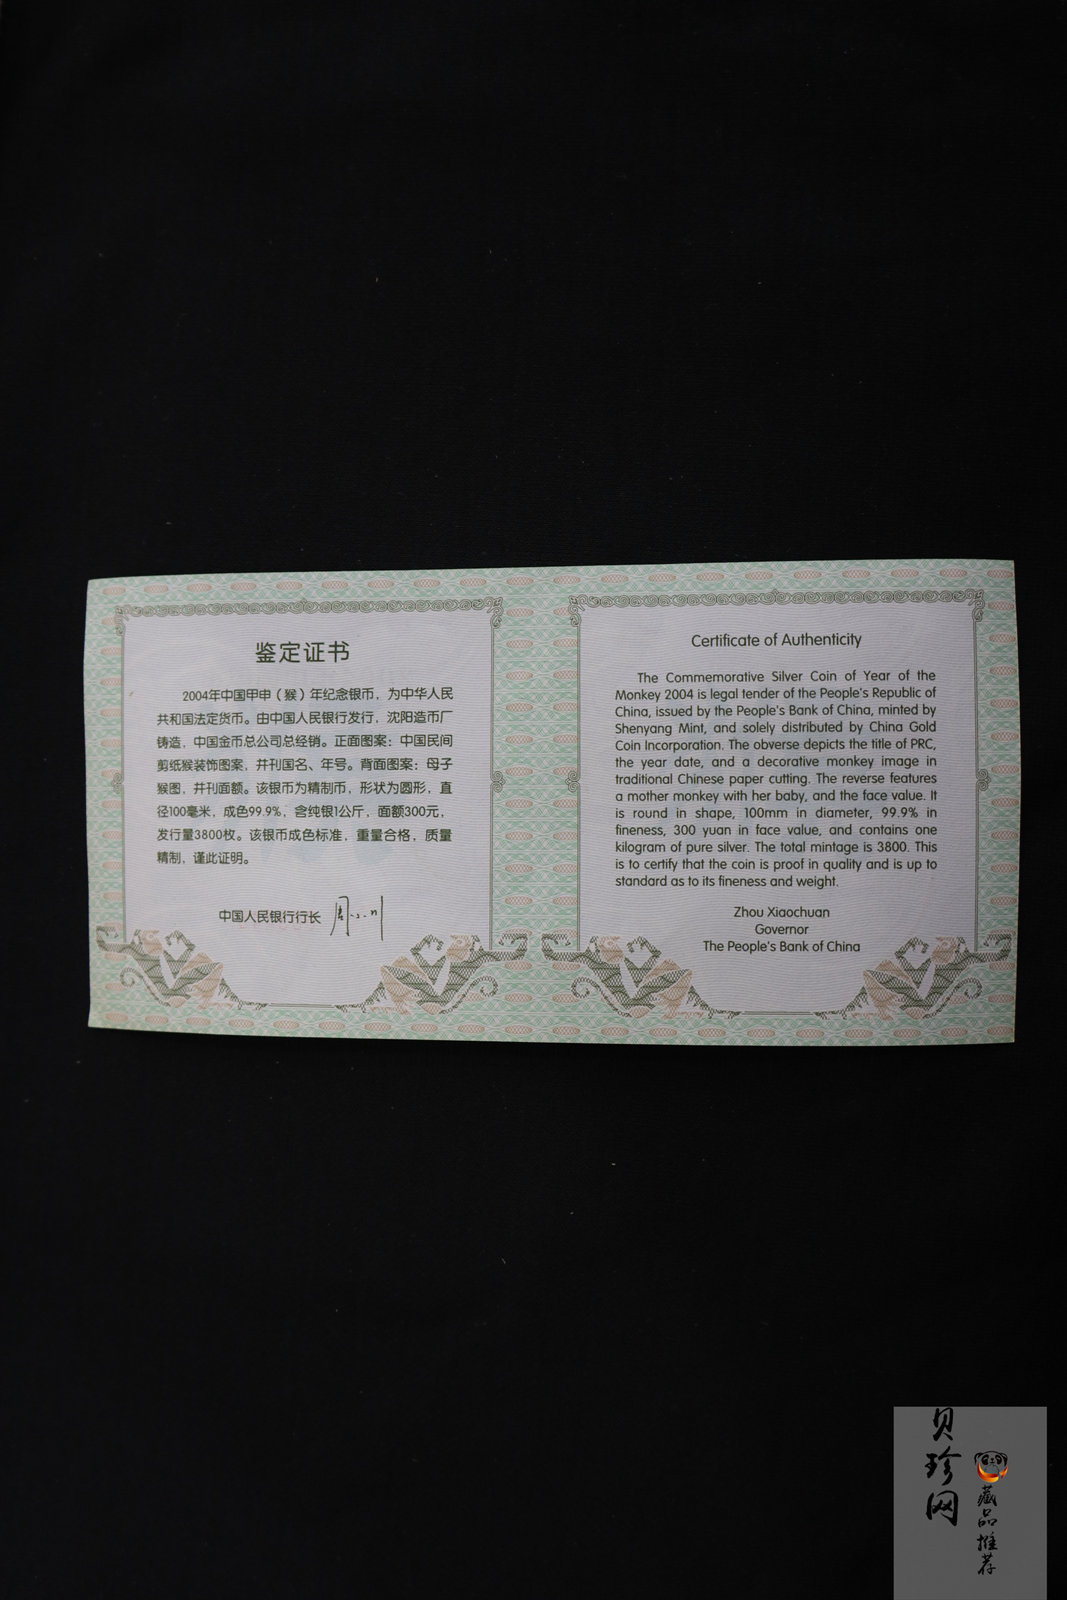 鉴定证书
2004年中国甲申（猴）年纪念银币，为中华人民
共和国法定货币。由中国人民银行发行，沈阳造币厂
铸造，中国金币总公司总经销。正面图案：中国民间
剪纸猴装饰图案，并刊国名、年号。背面图案：母子
猴图，并刊面额。该银币为精制币，形状为圆形，直
径100毫米，成色99.9%，含纯银1公斤，面额300元，
发行量3800枚。该银币成色标准，重量合格，质量
精制，谨此证明。
中国人民银行行长 周小川
Certificate of Authenticity
The Commemorative Silver Coin of Year of the
Monkey 2004 is legal tender of the People's Republic of
China, issued by the People's Bank of China, minted by
Shenyang Mint, and solely distributed by China Gold
Coin Incorporation. The obverse depicts the title of PRC,
the year date, and a decorative monkey image in
traditional Chinese paper cutting. The reverse features
a mother monkey with her baby, and the face value. It
is round in shape, 100mm in diameter, 99.9% in
fineness, 300 yuan in face value, and contains one
kilogram of pure silver. The total mintage is 3800. This
is to certify that the coin is proof in quality and is up to
standard as to its fineness and weight.
Zhou Xiaochuan
Governor
The People's Bank of China
贝珍网
藏品推荐